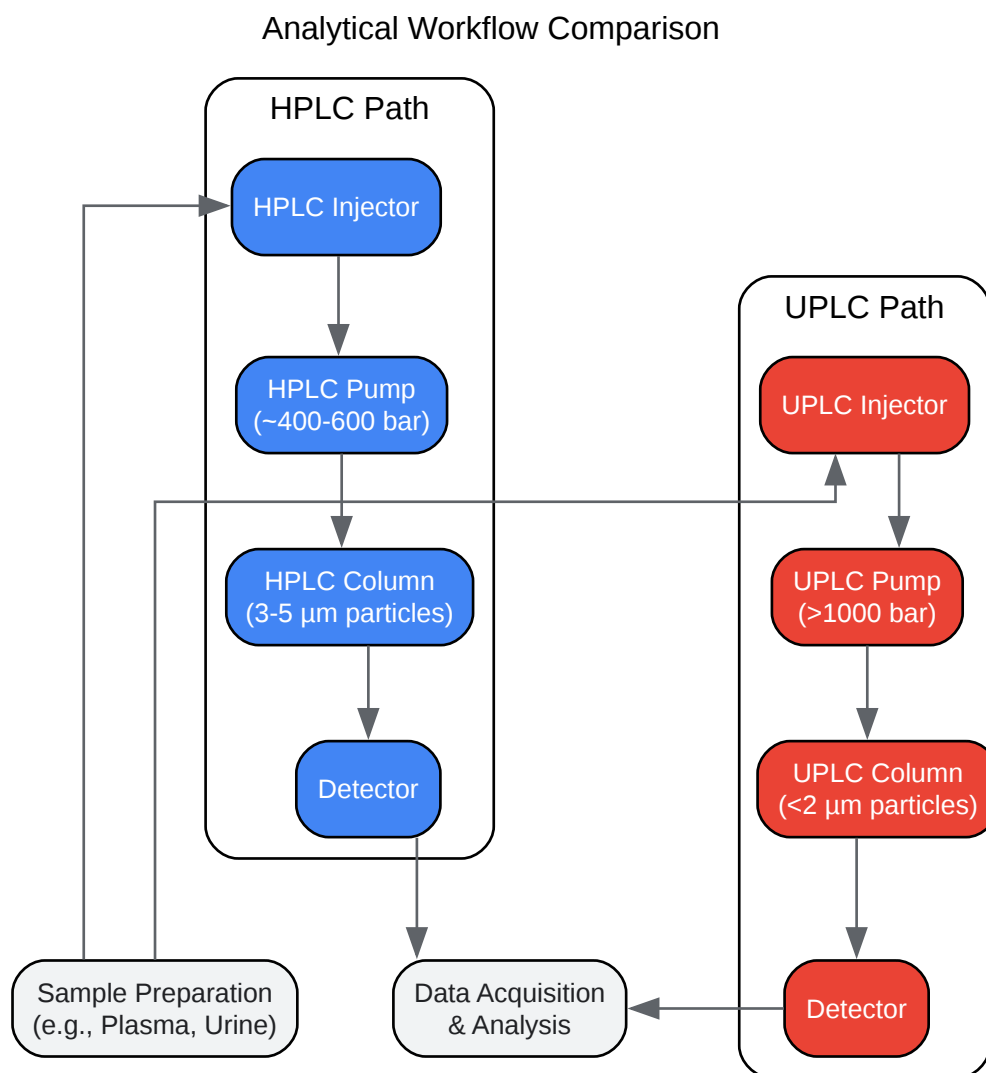 Analytical Workflow Comparison
HPLC Path
HPLC Injector
HPLC Pump
(~400-600 bar)
HPLC Column
(3-5 µm particles)
Detector
UPLC Path
UPLC Injector
UPLC Pump
(>1000 bar)
UPLC Column
(<2 µm particles)
Detector
Sample Preparation
(e.g., Plasma, Urine)
Data Acquisition
& Analysis